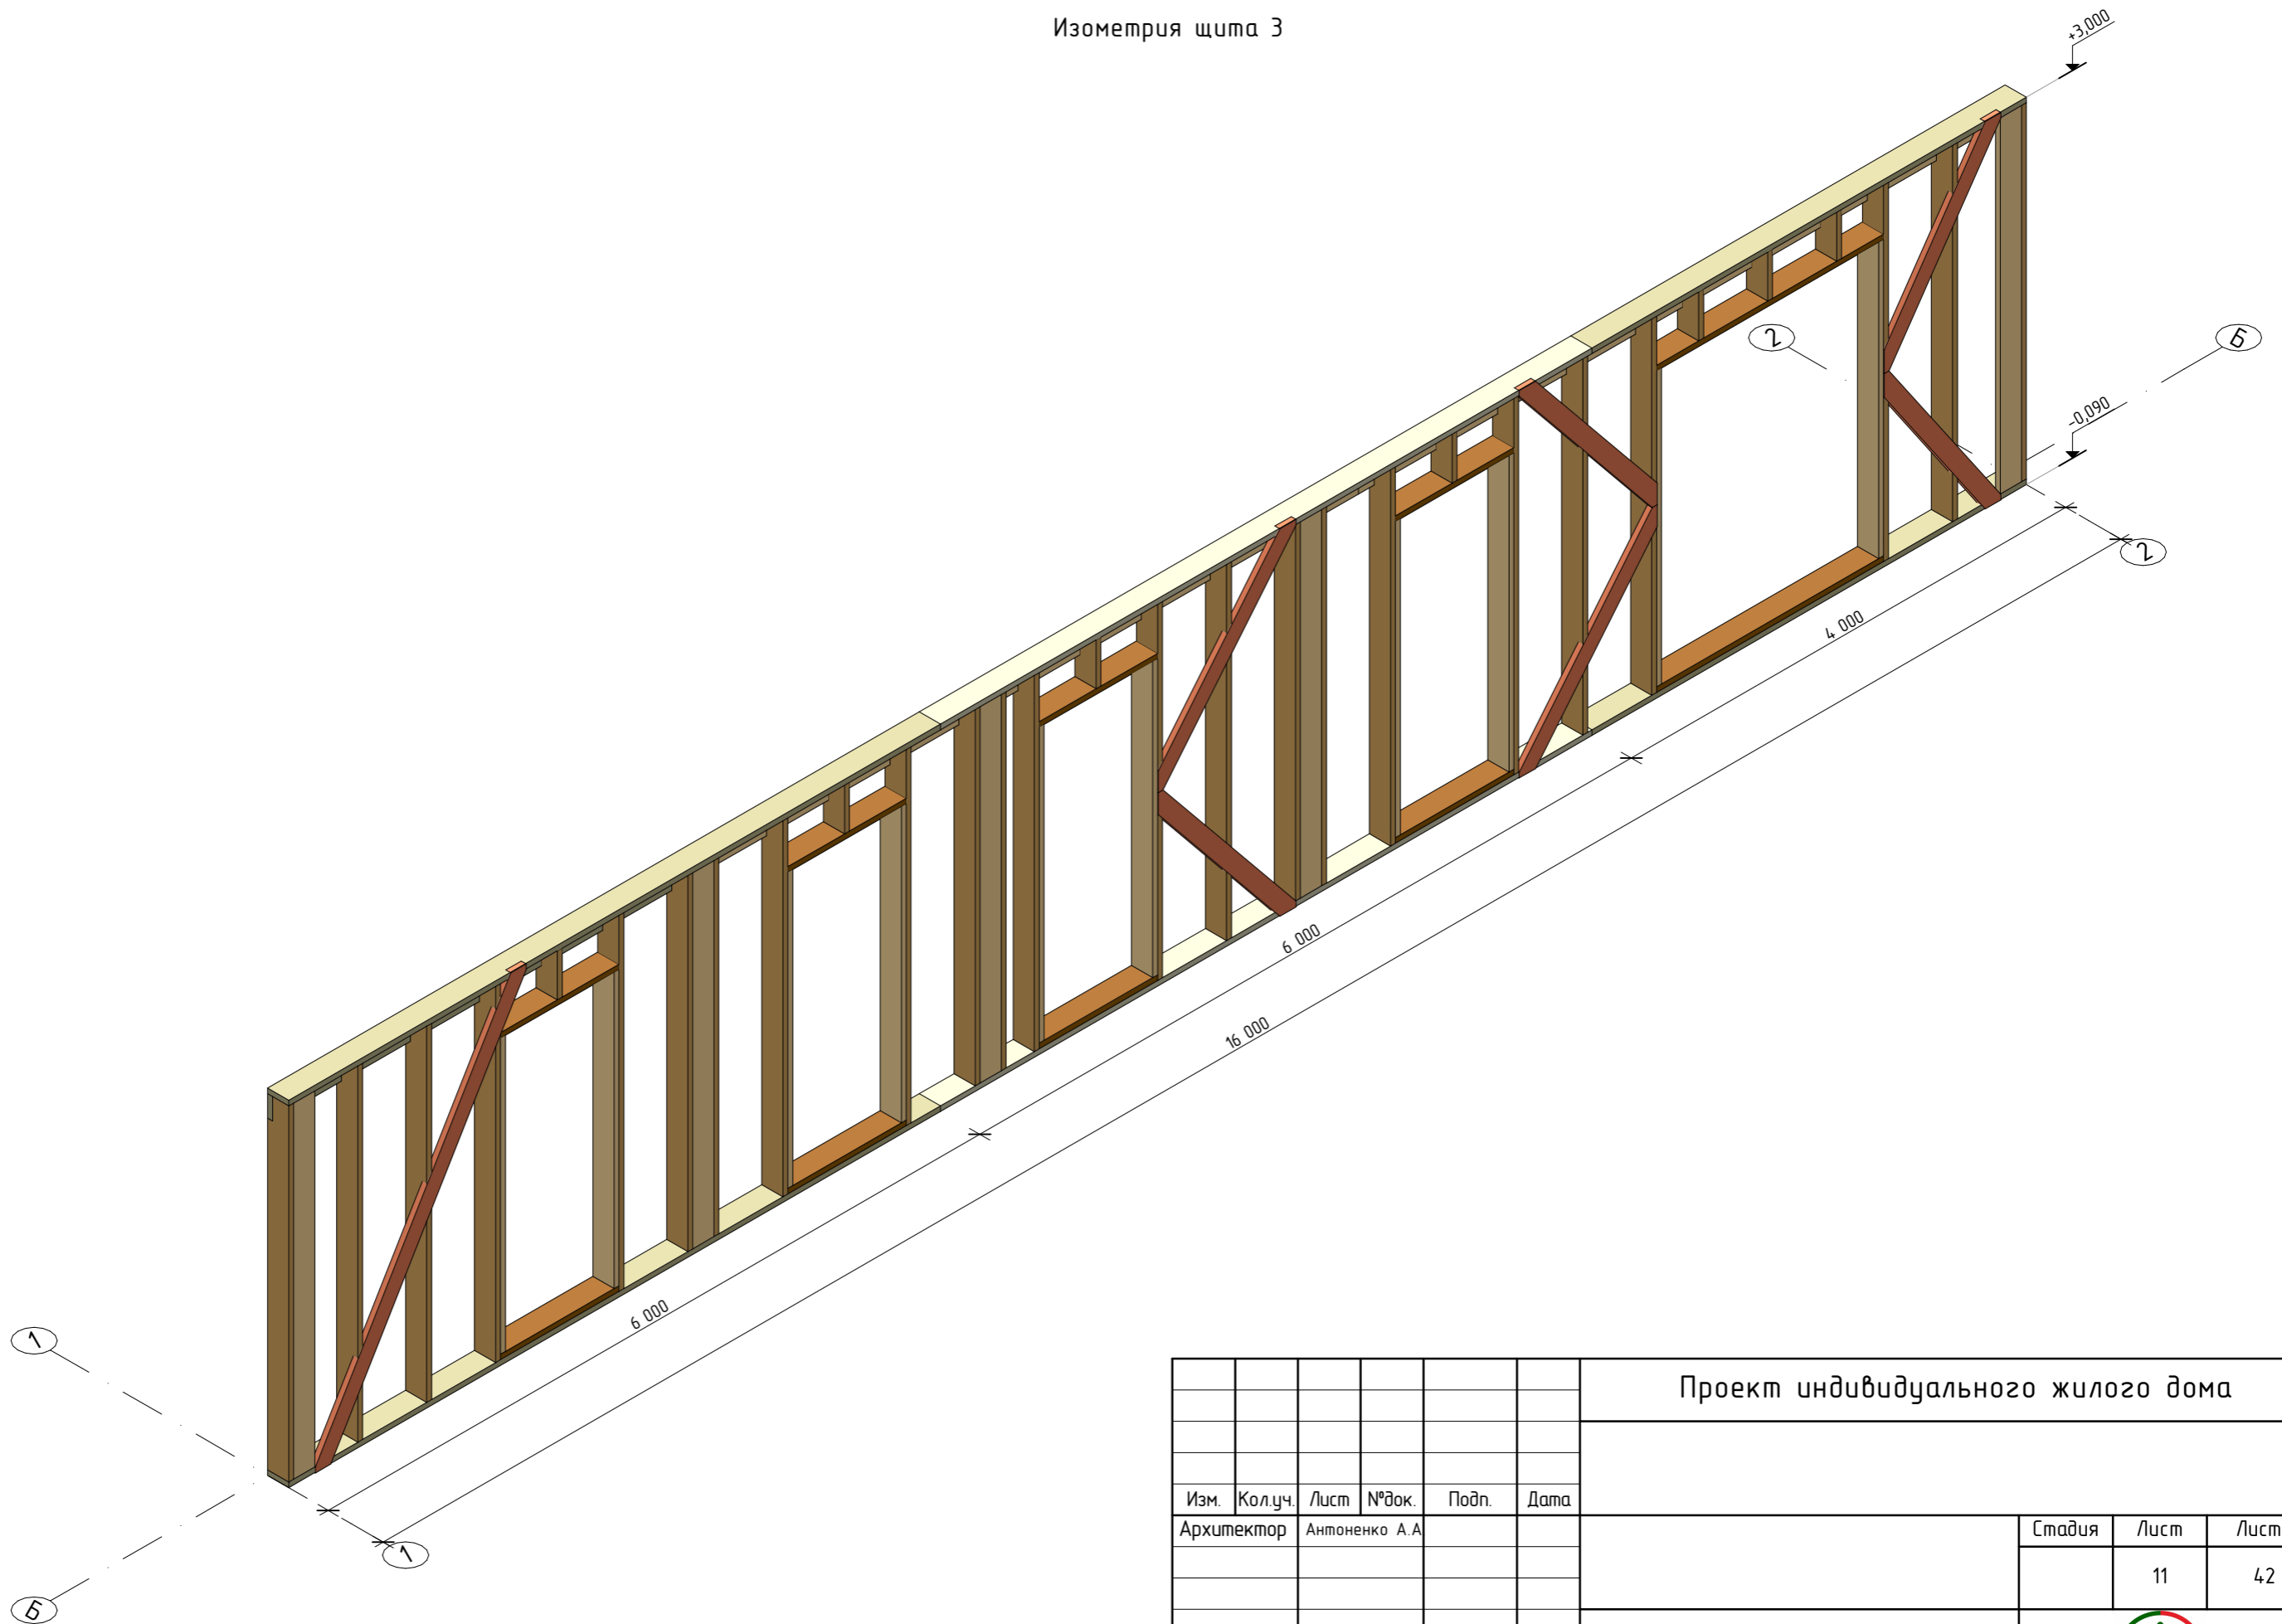 Изометрия щита 3
+3,000
2
Б
-0,090
2
4 000
6 000
16 000
6 000
1
1
Б
Проект индивидуального жилого дома
Изм. Кол.уч. Лист №док. Подп. Дата
Архитектор Антоненко А.А
Стадия Лист Лист
11 42